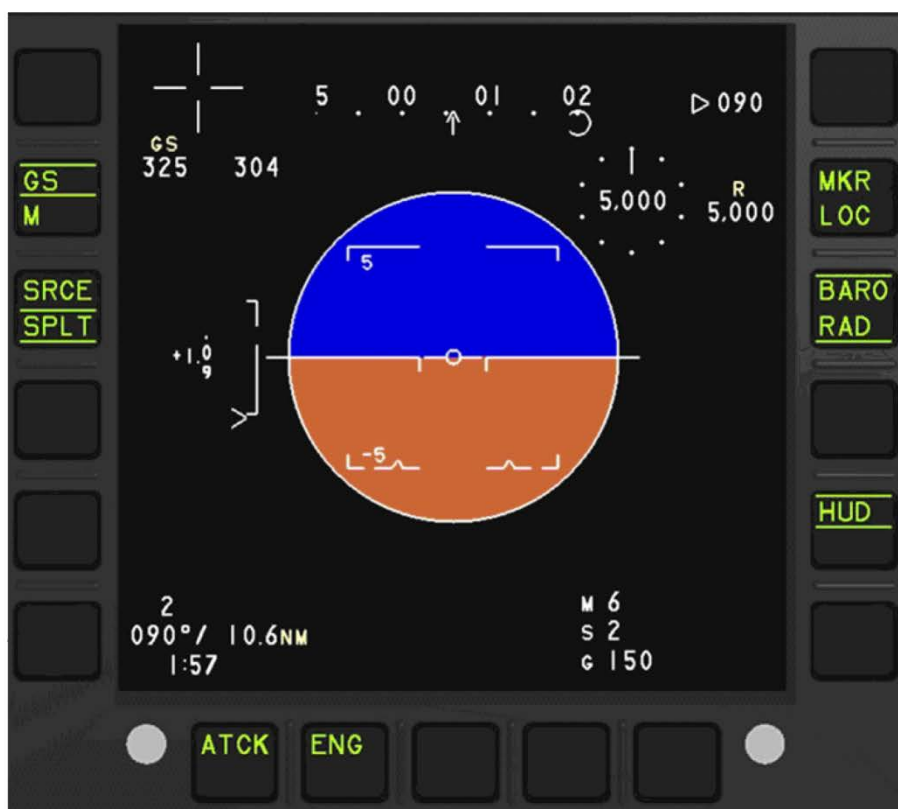 5 00 01 02
090
GS
325 304
5,000
R
5,000
GS
M
SRCE
SPLT
MKR
LOC
BARO
RAD
5
+1.0
9
-5
HUD
2
090°/ 10.6NM
1:57
M 6
S 2
G 150
ATCK ENG